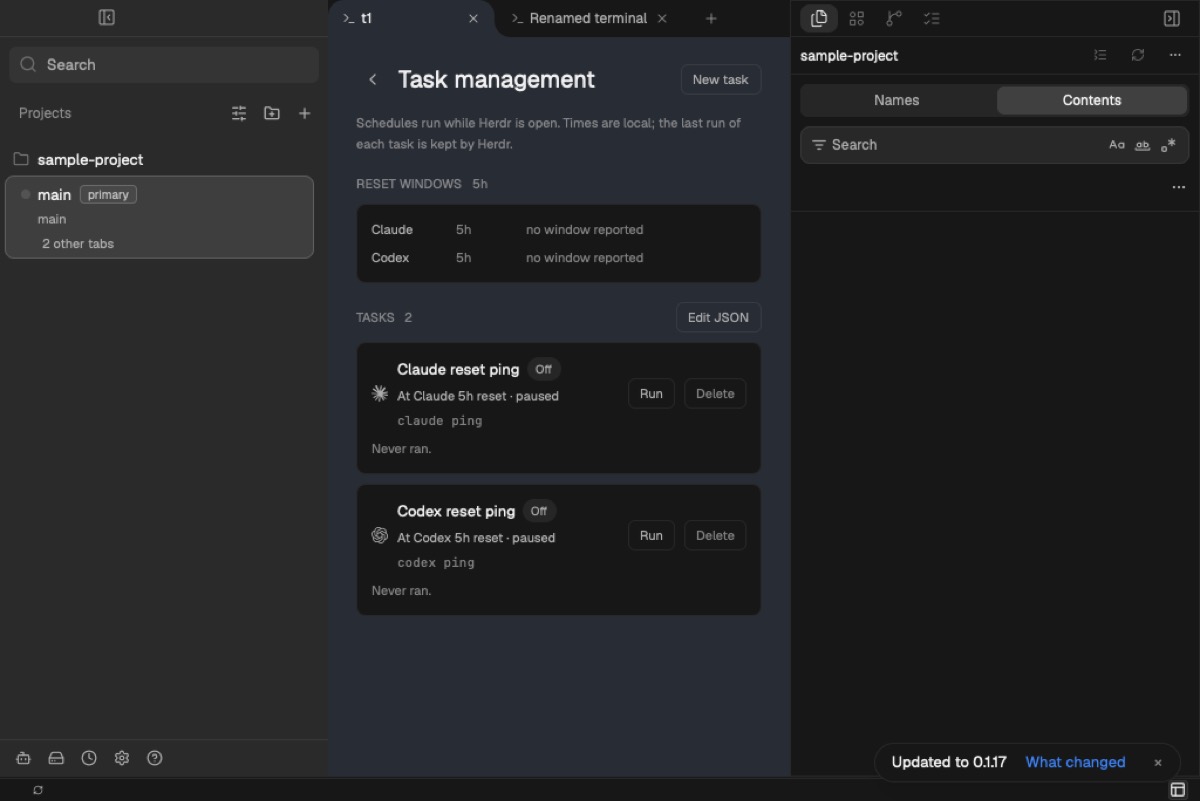 Search
Projects
sample-project
main primary
main
2 other tabs
t1
Renamed terminal
Task management
New task
Schedules run while Herdr is open. Times are local; the last run of
each task is kept by Herdr.
RESET WINDOWS 5h
Claude 5h no window reported
Codex 5h no window reported
TASKS 2
Edit JSON
Claude reset ping Off
At Claude 5h reset · paused
claude ping
Run
Delete
Never ran.
Codex reset ping Off
At Codex 5h reset · paused
codex ping
Run
Delete
Never ran.
sample-project
Names
Contents
Search
Aa ab
Updated to 0.1.17 What changed